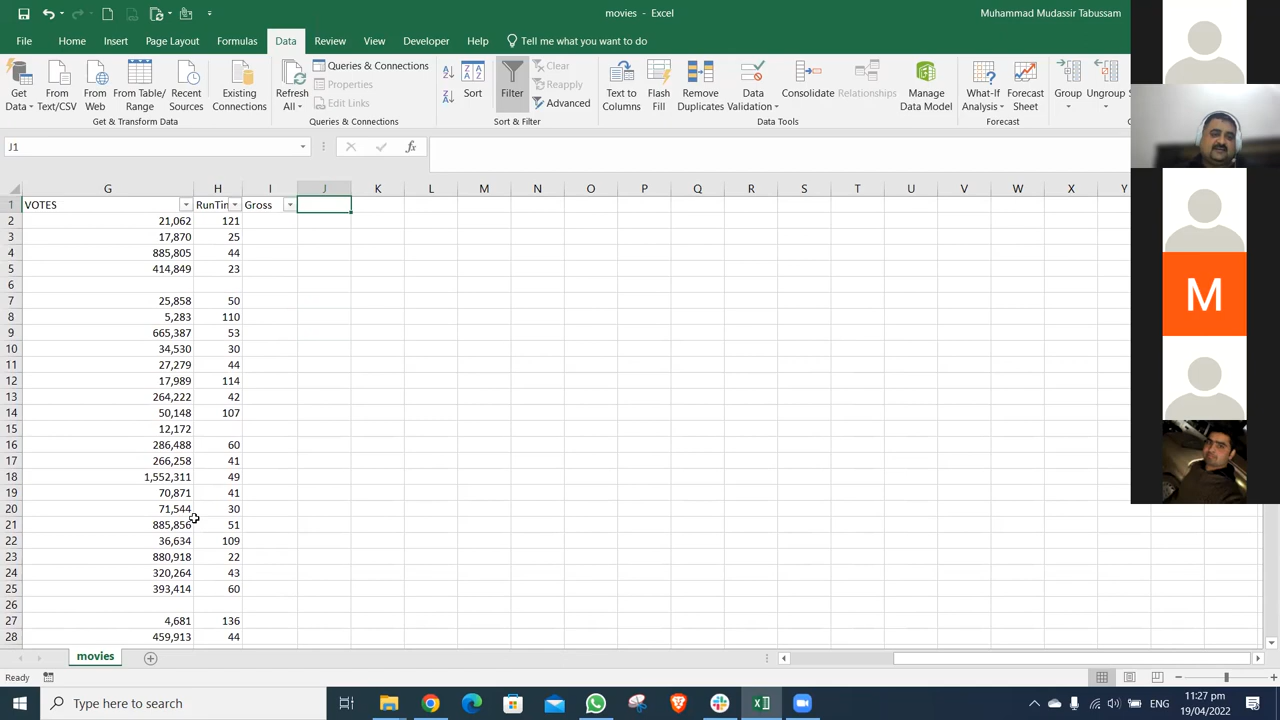 movies - Excel
Muhammad Mudassir Tabussam
File Home Insert Page Layout Formulas Data Review View Developer Help Tell me what you want to do
Get Data From Text/CSV From Web From Table/ Range Recent Sources Existing Connections
Get & Transform Data
Refresh All Queries & Connections Properties Edit Links
Queries & Connections
Sort Filter Clear Reapply Advanced
Sort & Filter
Text to Columns Flash Fill Remove Duplicates Data Validation Consolidate Relationships Manage Data Model
Data Tools
What-If Analysis Forecast Sheet
Forecast
Group Ungroup S
J1 fx
G H I J K L M N O P Q R S T U V W X Y
1 VOTES RunTin Gross
2 21,062 121
3 17,870 25
4 885,805 44
5 414,849 23
6
7 25,858 50
8 5,283 110
9 665,387 53
10 34,530 30
11 27,279 44
12 17,989 114
13 264,222 42
14 50,148 107
15 12,172
16 286,488 60
17 266,258 41
18 1,552,311 49
19 70,871 41
20 71,544 30
21 885,856 51
22 36,634 109
23 880,918 22
24 320,264 43
25 393,414 60
26
27 4,681 136
28 459,913 44
M
movies
Ready
Type here to search
ENG
11:27 pm
19/04/2022